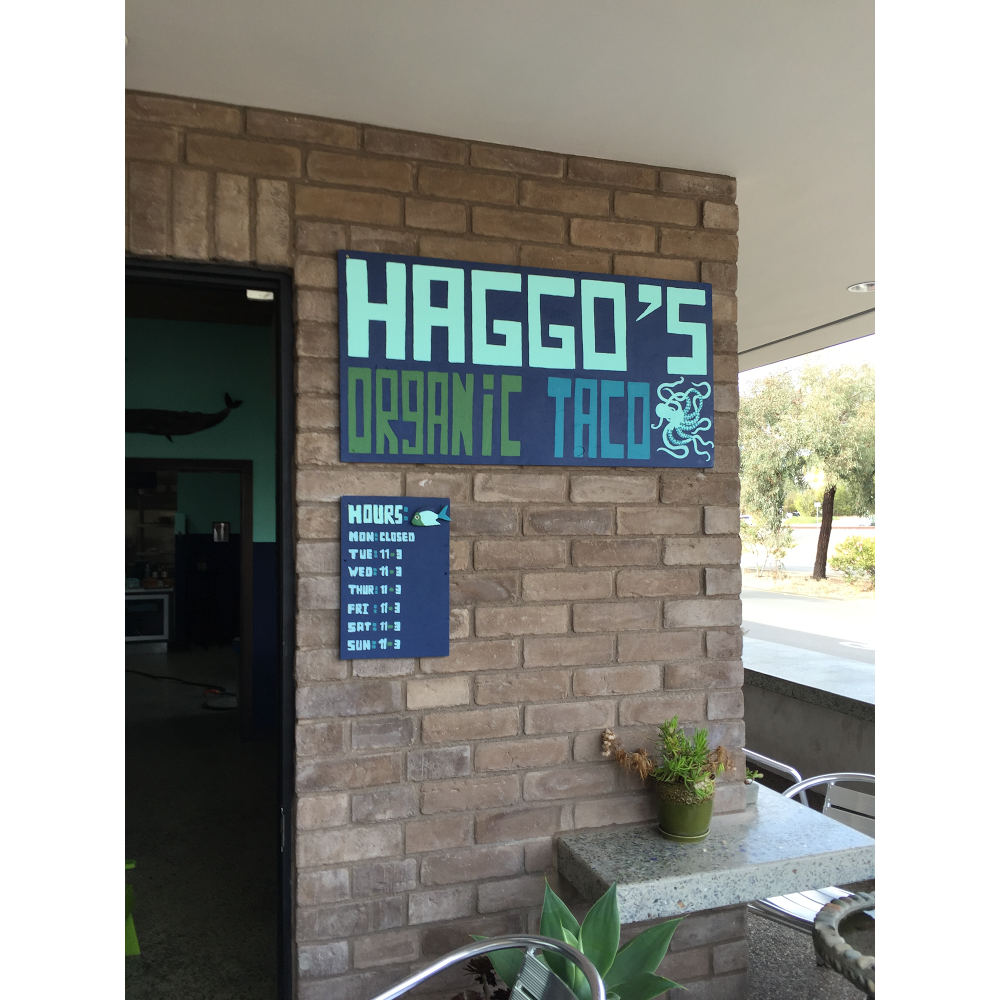 HAGGO'S
ORGANiC TACO
HOURS:
MON: CLOSED
TUE: 11-3
WED: 11-3
THUR: 11-3
FRI : 11-3
SAT: 11-3
SUN: 11-3